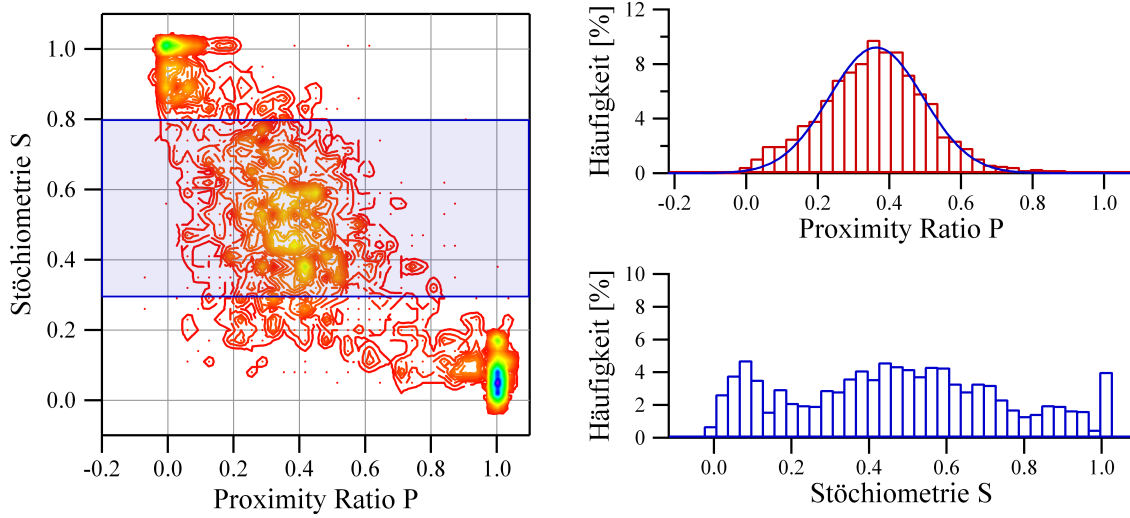 1.0
0.8
0.6
0.4
0.2
0.0
Stöchiometrie S
-0.2 0.0 0.2 0.4 0.6 0.8 1.0
Proximity Ratio P
12
8
4
0
Häufigkeit [%]
-0.2 0.0 0.2 0.4 0.6 0.8 1.0
Proximity Ratio P
10
8
6
4
2
0
Häufigkeit [%]
0.0 0.2 0.4 0.6 0.8 1.0
Stöchiometrie S